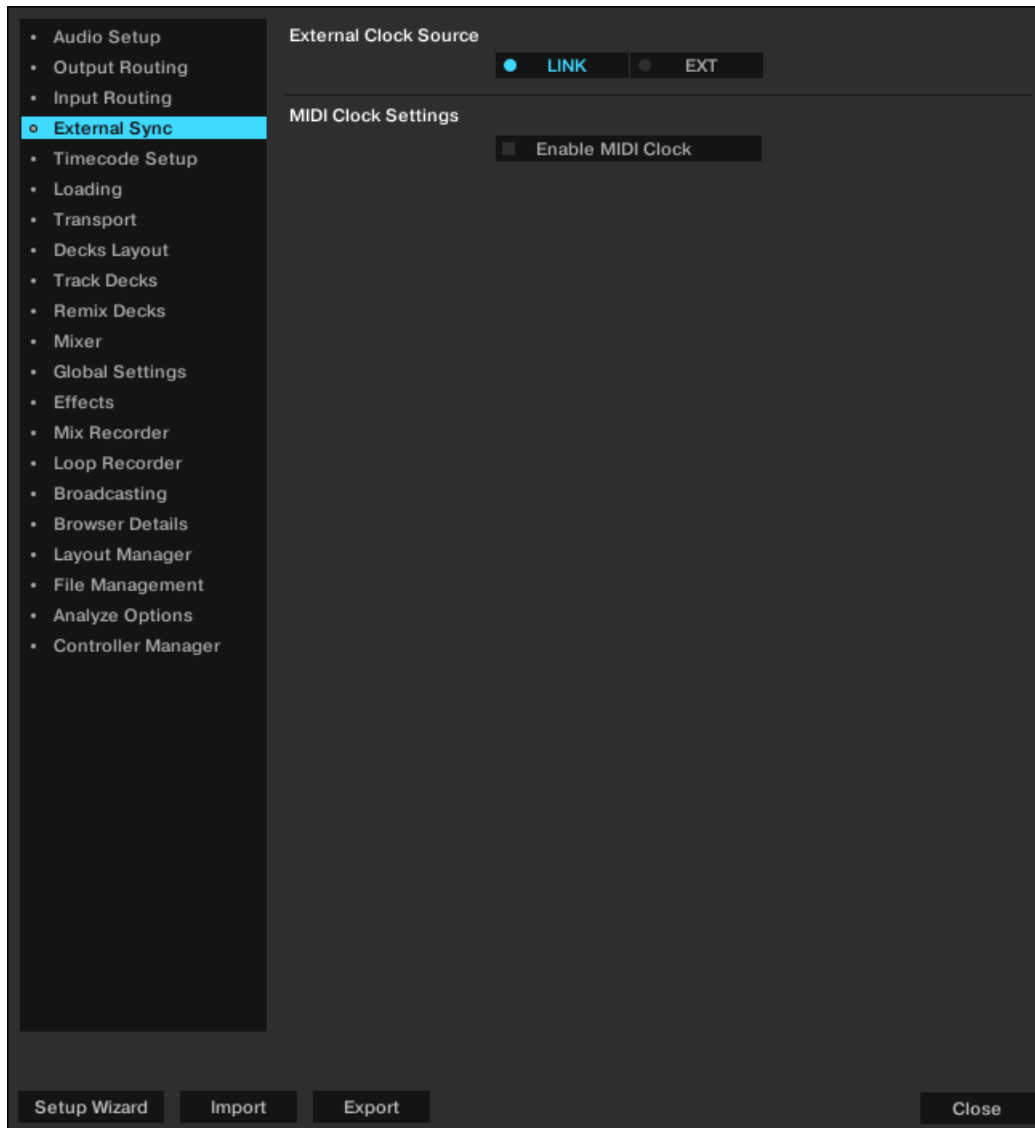 Audio Setup
Output Routing
Input Routing
External Sync
Timecode Setup
Loading
Transport
Decks Layout
Track Decks
Remix Decks
Mixer
Global Settings
Effects
Mix Recorder
Loop Recorder
Broadcasting
Browser Details
Layout Manager
File Management
Analyze Options
Controller Manager
External Clock Source
LINK EXT
MIDI Clock Settings
Enable MIDI Clock
Setup Wizard Import Export Close